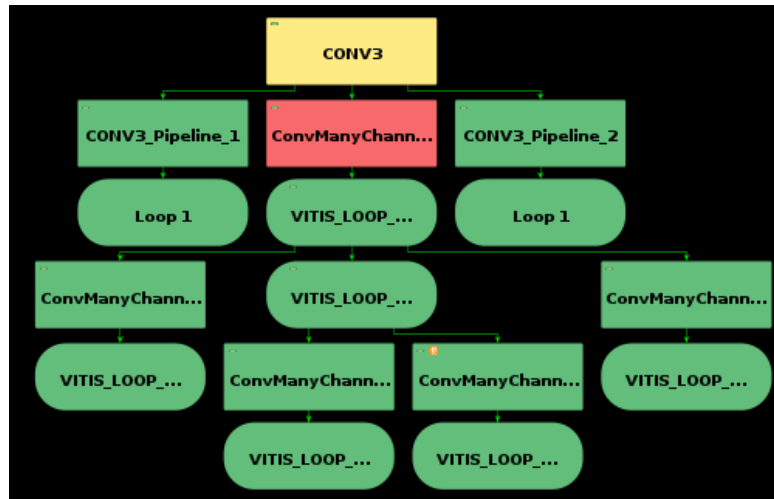 CONV3
CONV3_Pipeline_1
ConvManyChann...
CONV3_Pipeline_2
Loop 1
VITIS_LOOP_...
Loop 1
ConvManyChann...
VITIS_LOOP_...
ConvManyChann...
VITIS_LOOP_...
ConvManyChann...
ConvManyChann...
VITIS_LOOP_...
VITIS_LOOP_...
VITIS_LOOP_...